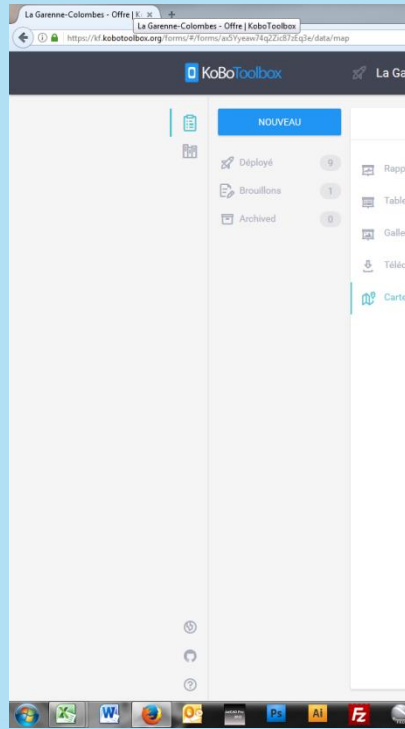 La Garenne-Colombes - Offre | K
La Garenne-Colombes - Offre | KoboToolbox
https://kf.kobotoolbox.org/forms/#/forms/
/data/map
KoBoToolbox
La Ga
NOUVEAU
Déployé 9
Brouillons 1
Archived 0
Rapp
Table
Galle
Téléc
Carte
Ps
Ai
Fz